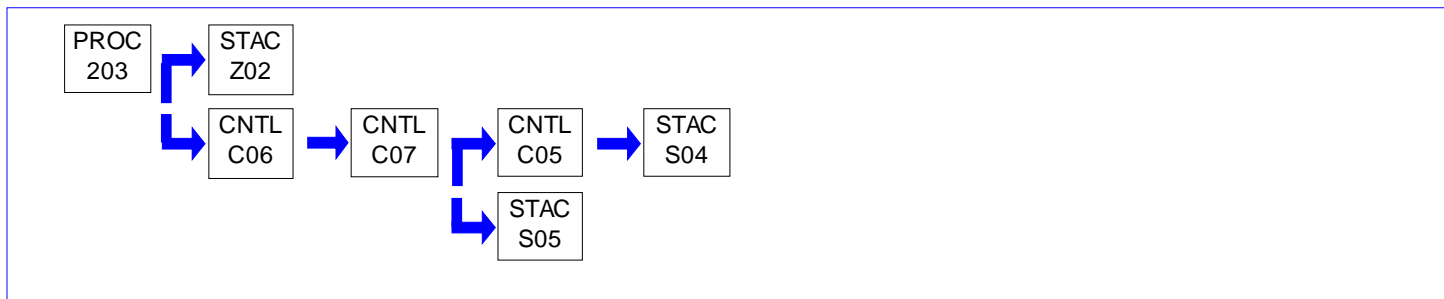 PROC
203
STAC
Z02
CNTL
C06
CNTL
C07
CNTL
C05
STAC
S04
STAC
S05